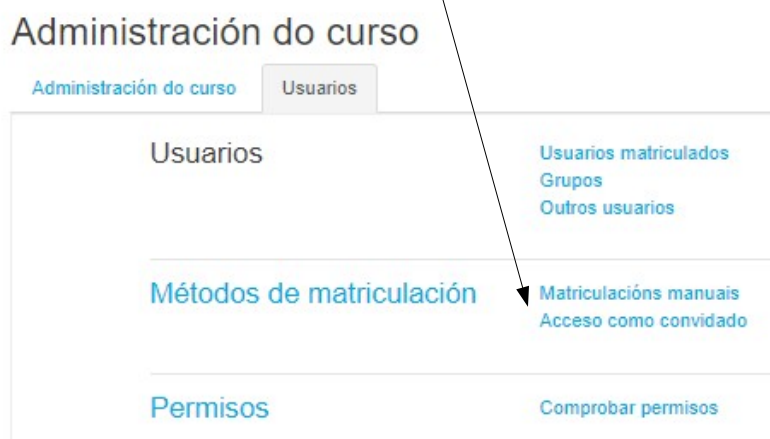 Administración do curso
Administración do curso Usuarios
Usuarios
Usuarios matriculados
Grupos
Outros usuarios
Métodos de matriculación
Matriculacións manuais
Acceso como convidado
Permisos
Comprobar permisos